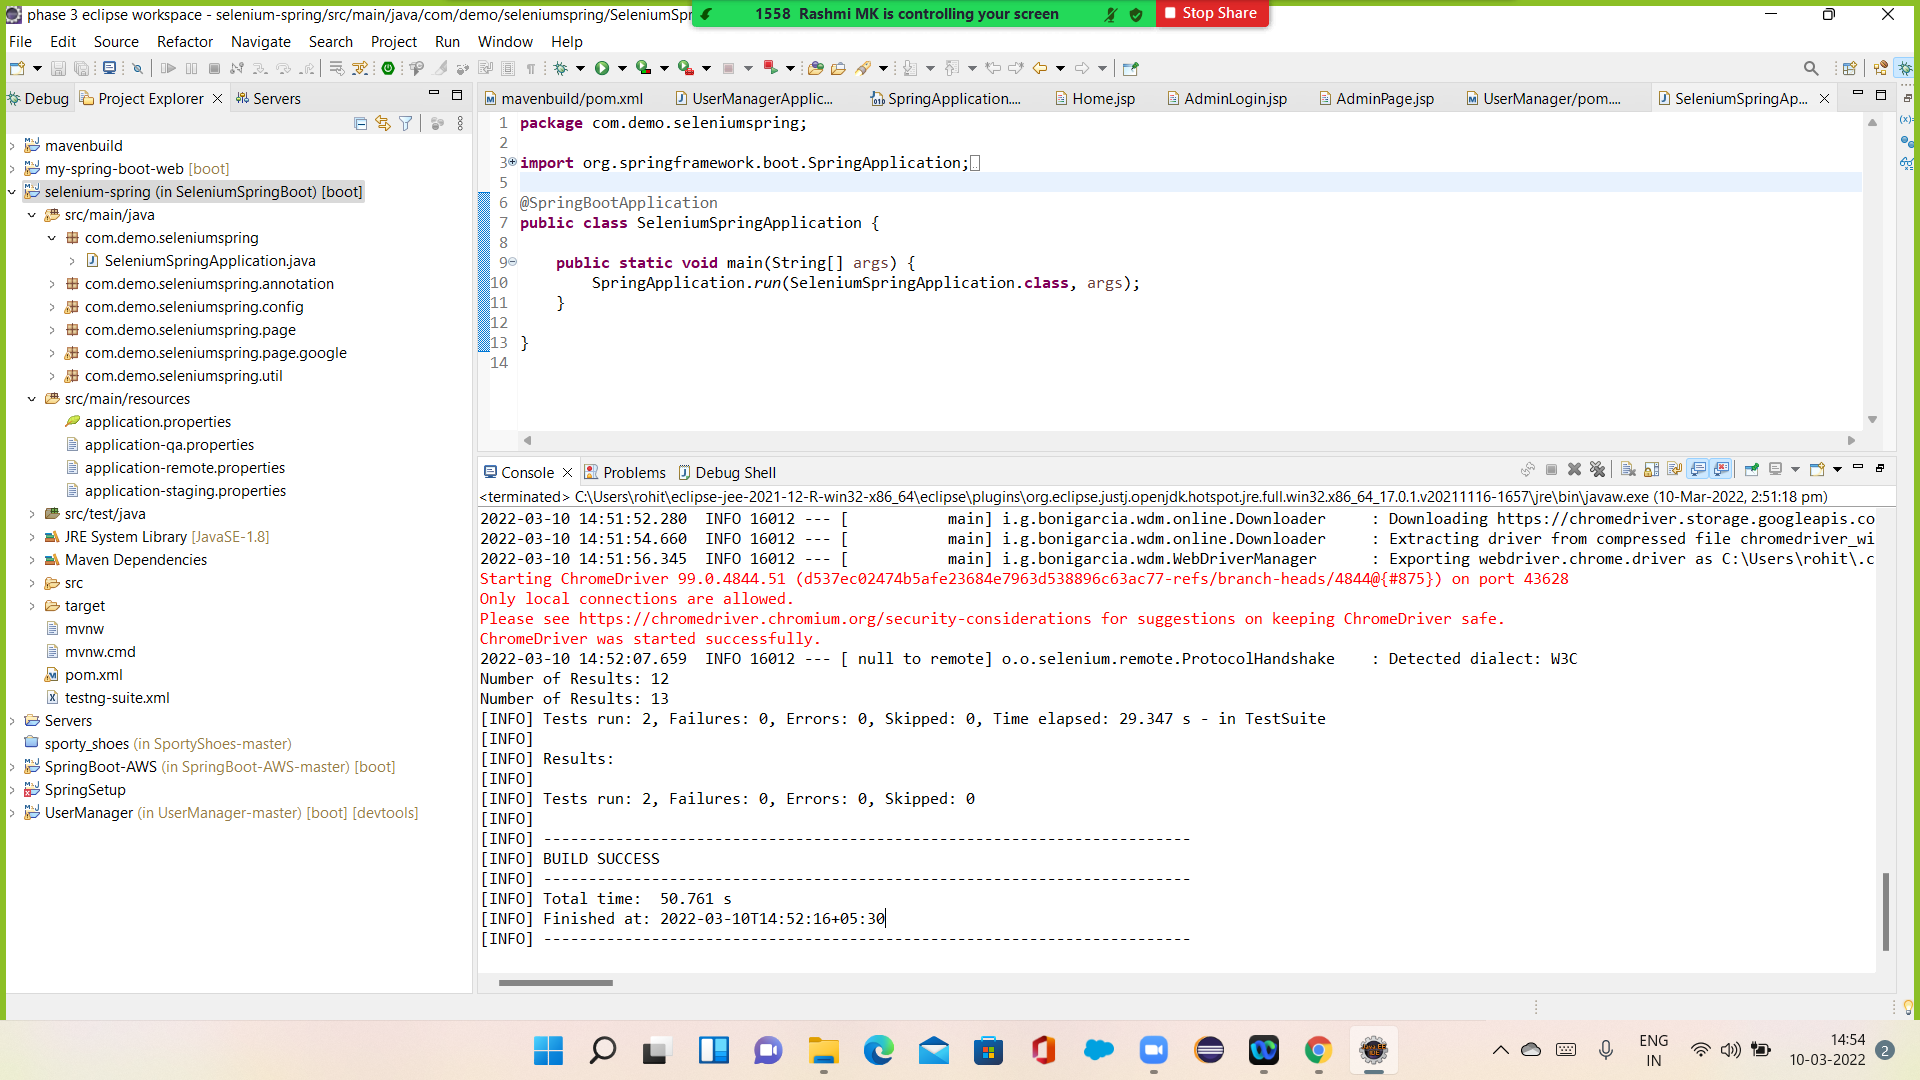 phase 3 eclipse workspace - selenium-spring/src/main/java/com/demo/seleniumspring/SeleniumSpr
1558 Rashmi MK is controlling your screen
Stop Share
File Edit Source Refactor Navigate Search Project Run Window Help
Debug Project Explorer Servers
mavenbuild/pom.xml UserManagerApplic... SpringApplication.... Home.jsp AdminLogin.jsp AdminPage.jsp UserManager/pom.... SeleniumSpringAp...
mavenbuild
my-spring-boot-web [boot]
selenium-spring (in SeleniumSpringBoot) [boot]
src/main/java
com.demo.seleniumspring
SeleniumSpringApplication.java
com.demo.seleniumspring.annotation
com.demo.seleniumspring.config
com.demo.seleniumspring.page
com.demo.seleniumspring.page.google
com.demo.seleniumspring.util
src/main/resources
application.properties
application-qa.properties
application-remote.properties
application-staging.properties
src/test/java
JRE System Library [JavaSE-1.8]
Maven Dependencies
src
target
mvnw
mvnw.cmd
pom.xml
testng-suite.xml
Servers
sporty_shoes (in SportyShoes-master)
SpringBoot-AWS (in SpringBoot-AWS-master) [boot]
SpringSetup
UserManager (in UserManager-master) [boot] [devtools]
1 package com.demo.seleniumspring;
2
3 import org.springframework.boot.SpringApplication;
5
6 @SpringBootApplication
7 public class SeleniumSpringApplication {
8
9 public static void main(String[] args) {
10 SpringApplication.run(SeleniumSpringApplication.class, args);
11 }
12
13 }
14
Console Problems Debug Shell
<terminated> C:\Users\rohit\eclipse-jee-2021-12-R-win32-x86_64\eclipse\plugins\org.eclipse.justj.openjdk.hotspot.jre.full.win32.x86_64_17.0.1.v20211116-1657\jre\bin\javaw.exe (10-Mar-2022, 2:51:18 pm)
2022-03-10 14:51:52.280 INFO 16012 --- [ main] i.g.bonigarcia.wdm.online.Downloader : Downloading https://chromedriver.storage.googleapis.co
2022-03-10 14:51:54.660 INFO 16012 --- [ main] i.g.bonigarcia.wdm.online.Downloader : Extracting driver from compressed file chromedriver_wi
2022-03-10 14:51:56.345 INFO 16012 --- [ main] i.g.bonigarcia.wdm.WebDriverManager : Exporting webdriver.chrome.driver as C:\Users\rohit\.c
Starting ChromeDriver 99.0.4844.51 (d537ec02474b5afe23684e7963d538896c63ac77-refs/branch-heads/4844@{#875}) on port 43628
Only local connections are allowed.
Please see https://chromedriver.chromium.org/security-considerations for suggestions on keeping ChromeDriver safe.
ChromeDriver was started successfully.
2022-03-10 14:52:07.659 INFO 16012 --- [ null to remote] o.o.selenium.remote.ProtocolHandshake : Detected dialect: W3C
Number of Results: 12
Number of Results: 13
[INFO] Tests run: 2, Failures: 0, Errors: 0, Skipped: 0, Time elapsed: 29.347 s - in TestSuite
[INFO]
[INFO] Results:
[INFO]
[INFO] Tests run: 2, Failures: 0, Errors: 0, Skipped: 0
[INFO]
[INFO] ------------------------------------------------------------------------
[INFO] BUILD SUCCESS
[INFO] ------------------------------------------------------------------------
[INFO] Total time: 50.761 s
[INFO] Finished at: 2022-03-10T14:52:16+05:30
[INFO] ------------------------------------------------------------------------
ENG
IN
14:54
10-03-2022
2